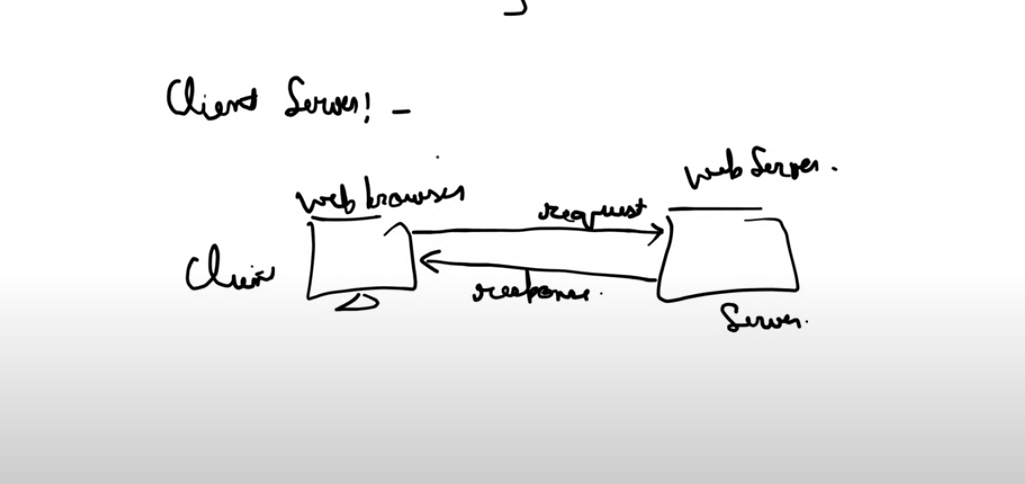 Client Server! -
web browser
web Server.
request
Client
response.
Server.